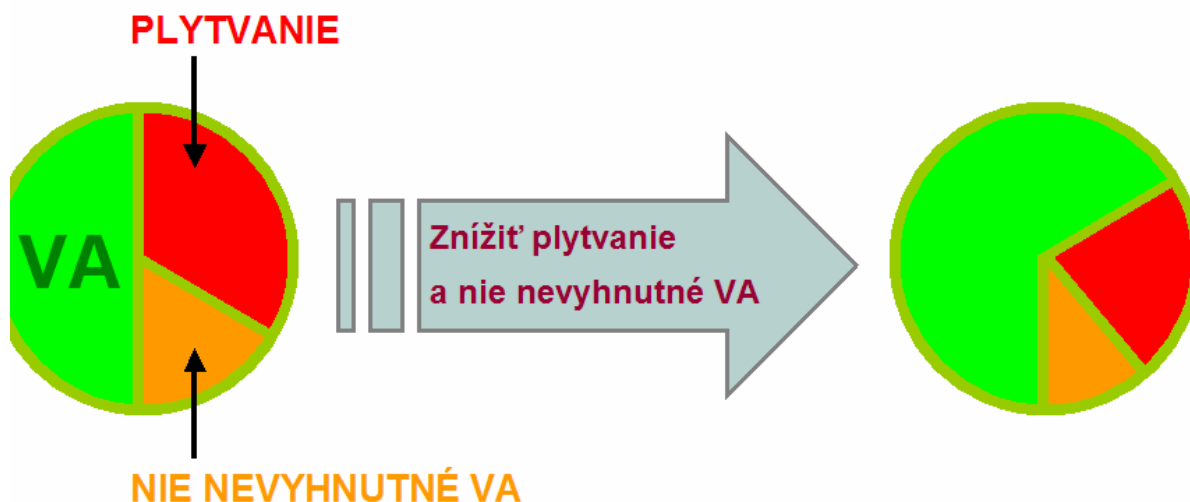 PLYTVANIE
VA
Znížiť plytvanie
a nie nevyhnutné VA
NIE NEVYHNUTNÉ VA